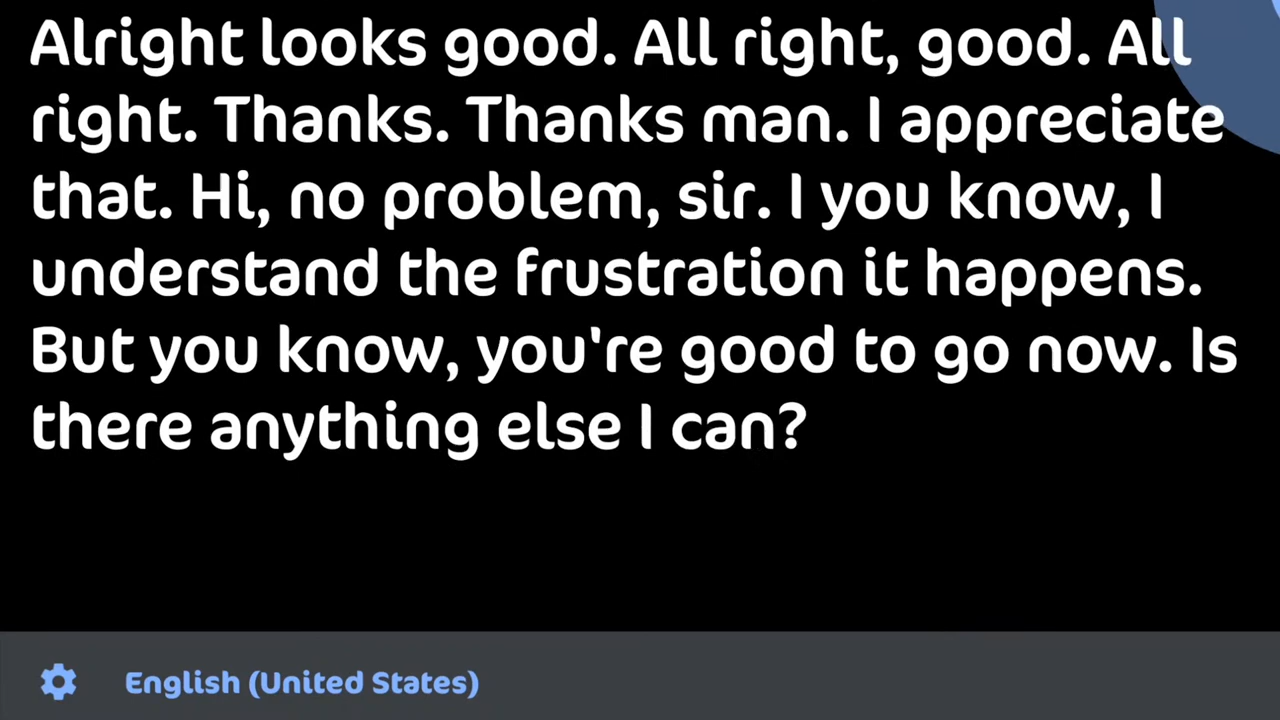 Alright looks good. All right, good. All
right. Thanks. Thanks man. I appreciate
that. Hi, no problem, sir. I you know, I
understand the frustration it happens.
But you know, you're good to go now. Is
there anything else I can?
English (United States)